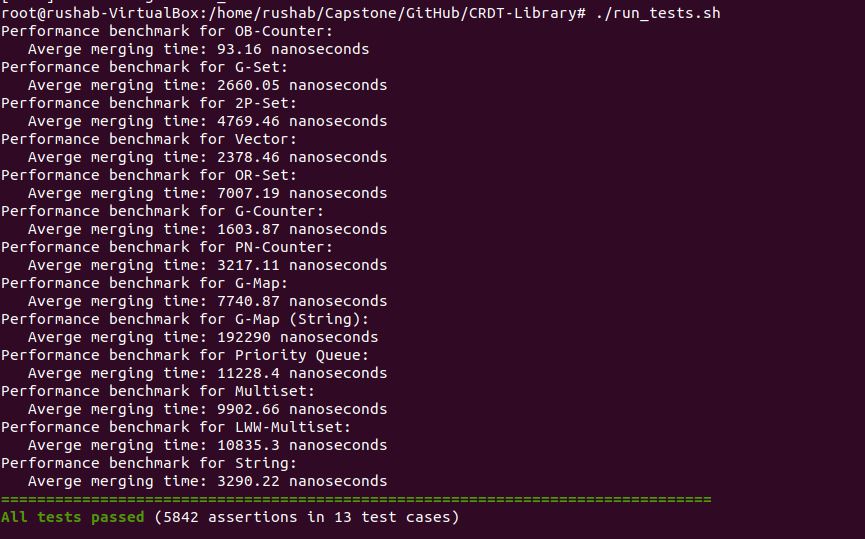 root@rushab-VirtualBox:/home/rushab/Capstone/GitHub/CRDT-Library# ./run_tests.sh
Performance benchmark for OB-Counter:
   Averge merging time: 93.16 nanoseconds
Performance benchmark for G-Set:
   Averge merging time: 2660.05 nanoseconds
Performance benchmark for 2P-Set:
   Averge merging time: 4769.46 nanoseconds
Performance benchmark for Vector:
   Averge merging time: 2378.46 nanoseconds
Performance benchmark for OR-Set:
   Averge merging time: 7007.19 nanoseconds
Performance benchmark for G-Counter:
   Averge merging time: 1603.87 nanoseconds
Performance benchmark for PN-Counter:
   Averge merging time: 3217.11 nanoseconds
Performance benchmark for G-Map:
   Averge merging time: 7740.87 nanoseconds
Performance benchmark for G-Map (String):
   Averge merging time: 192290 nanoseconds
Performance benchmark for Priority Queue:
   Averge merging time: 11228.4 nanoseconds
Performance benchmark for Multiset:
   Averge merging time: 9902.66 nanoseconds
Performance benchmark for LWW-Multiset:
   Averge merging time: 10835.3 nanoseconds
Performance benchmark for String:
   Averge merging time: 3290.22 nanoseconds
===============================================================================
All tests passed (5842 assertions in 13 test cases)